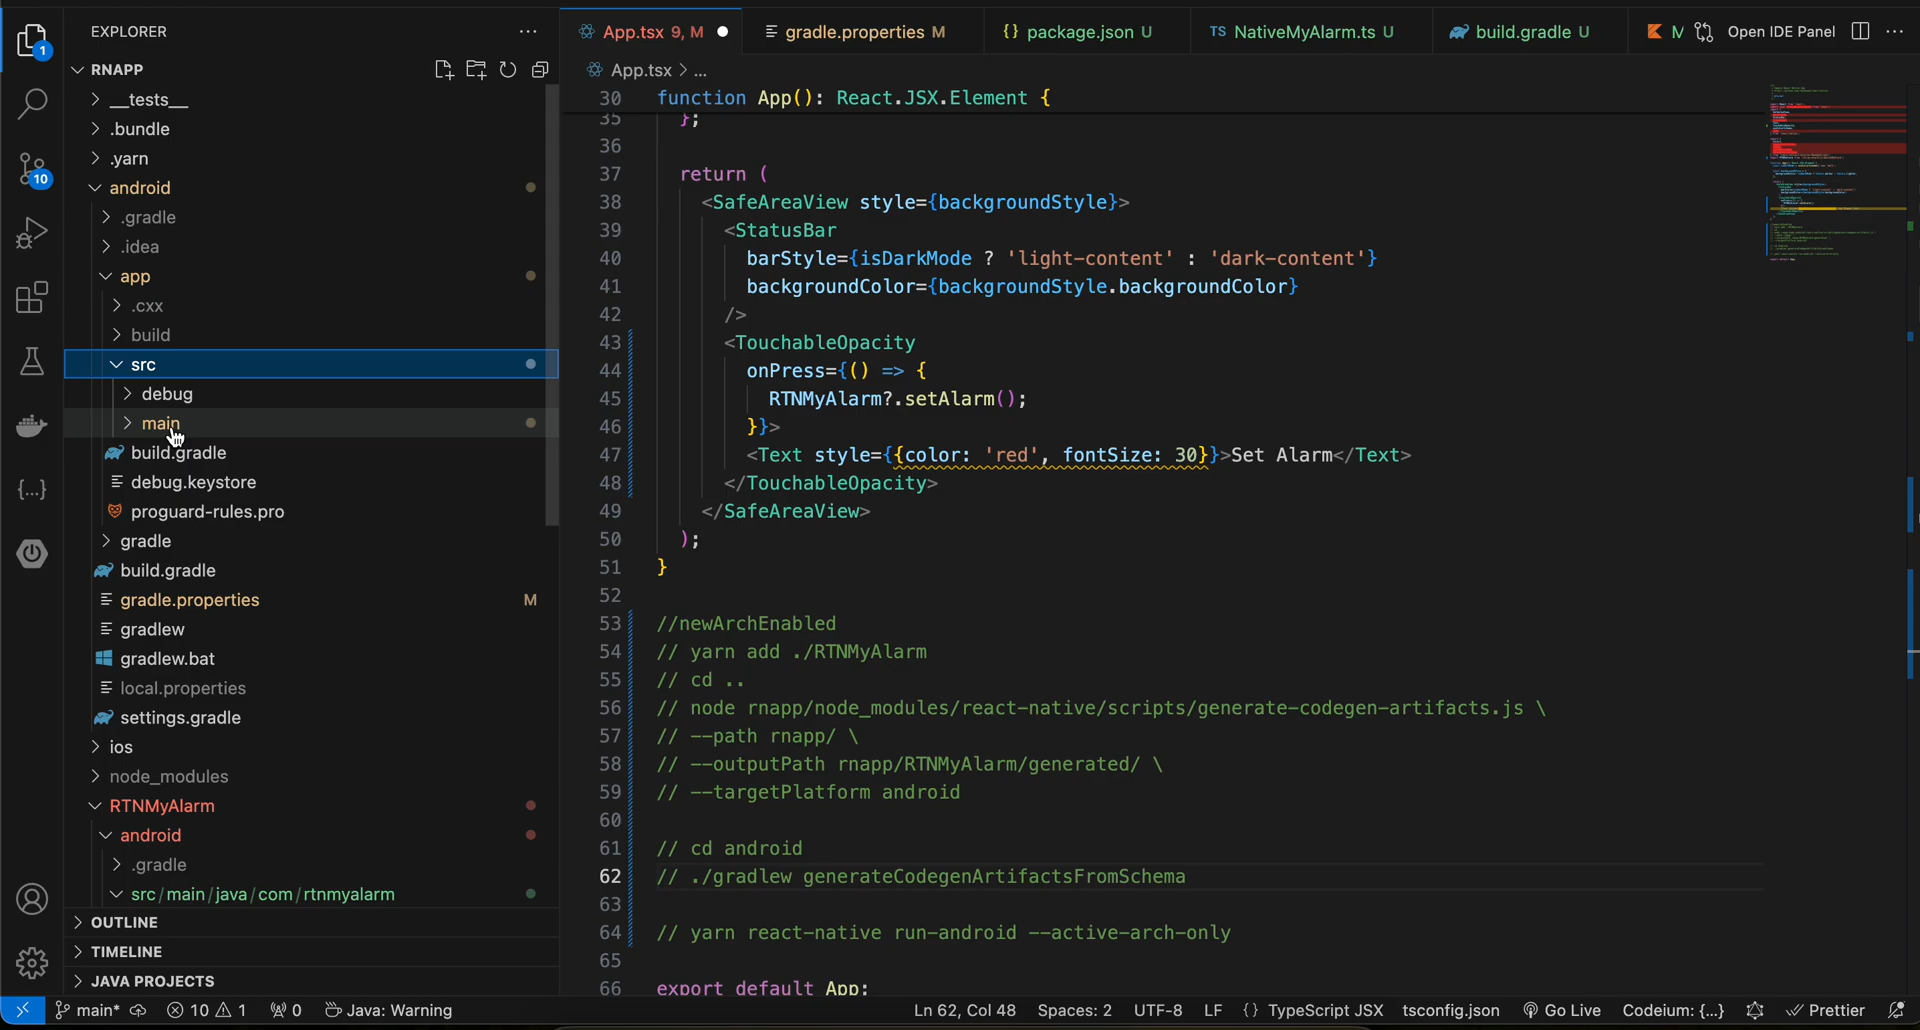 EXPLORER
RNAPP
__tests__
.bundle
.yarn
android
.gradle
.idea
app
.cxx
build
src
debug
main
build.gradle
debug.keystore
proguard-rules.pro
gradle
build.gradle
gradle.properties M
gradlew
gradlew.bat
local.properties
settings.gradle
ios
node_modules
RTNMyAlarm
android
.gradle
src/main/java/com/rtnmyalarm
OUTLINE
TIMELINE
JAVA PROJECTS
1
10
App.tsx 9, M
gradle.properties M
{} package.json U
TS NativeMyAlarm.ts U
build.gradle U
M
Open IDE Panel
App.tsx > ...
30 function App(): React.JSX.Element {
35 };
36
37 return (
38 <SafeAreaView style={backgroundStyle}>
39 <StatusBar
40 barStyle={isDarkMode ? 'light-content' : 'dark-content'}
41 backgroundColor={backgroundStyle.backgroundColor}
42 />
43 <TouchableOpacity
44 onPress={() => {
45 RTNMyAlarm?.setAlarm();
46 }}>
47 <Text style={{color: 'red', fontSize: 30}}>Set Alarm</Text>
48 </TouchableOpacity>
49 </SafeAreaView>
50 );
51 }
52
53 //newArchEnabled
54 // yarn add ./RTNMyAlarm
55 // cd ..
56 // node rnapp/node_modules/react-native/scripts/generate-codegen-artifacts.js \
57 // --path rnapp/ \
58 // --outputPath rnapp/RTNMyAlarm/generated/ \
59 // --targetPlatform android
60
61 // cd android
62 // ./gradlew generateCodegenArtifactsFromSchema
63
64 // yarn react-native run-android --active-arch-only
65
66 export default App;
main* 10 1 0 Java: Warning Ln 62, Col 48 Spaces: 2 UTF-8 LF {} TypeScript JSX tsconfig.json Go Live Codeium: {...} Prettier